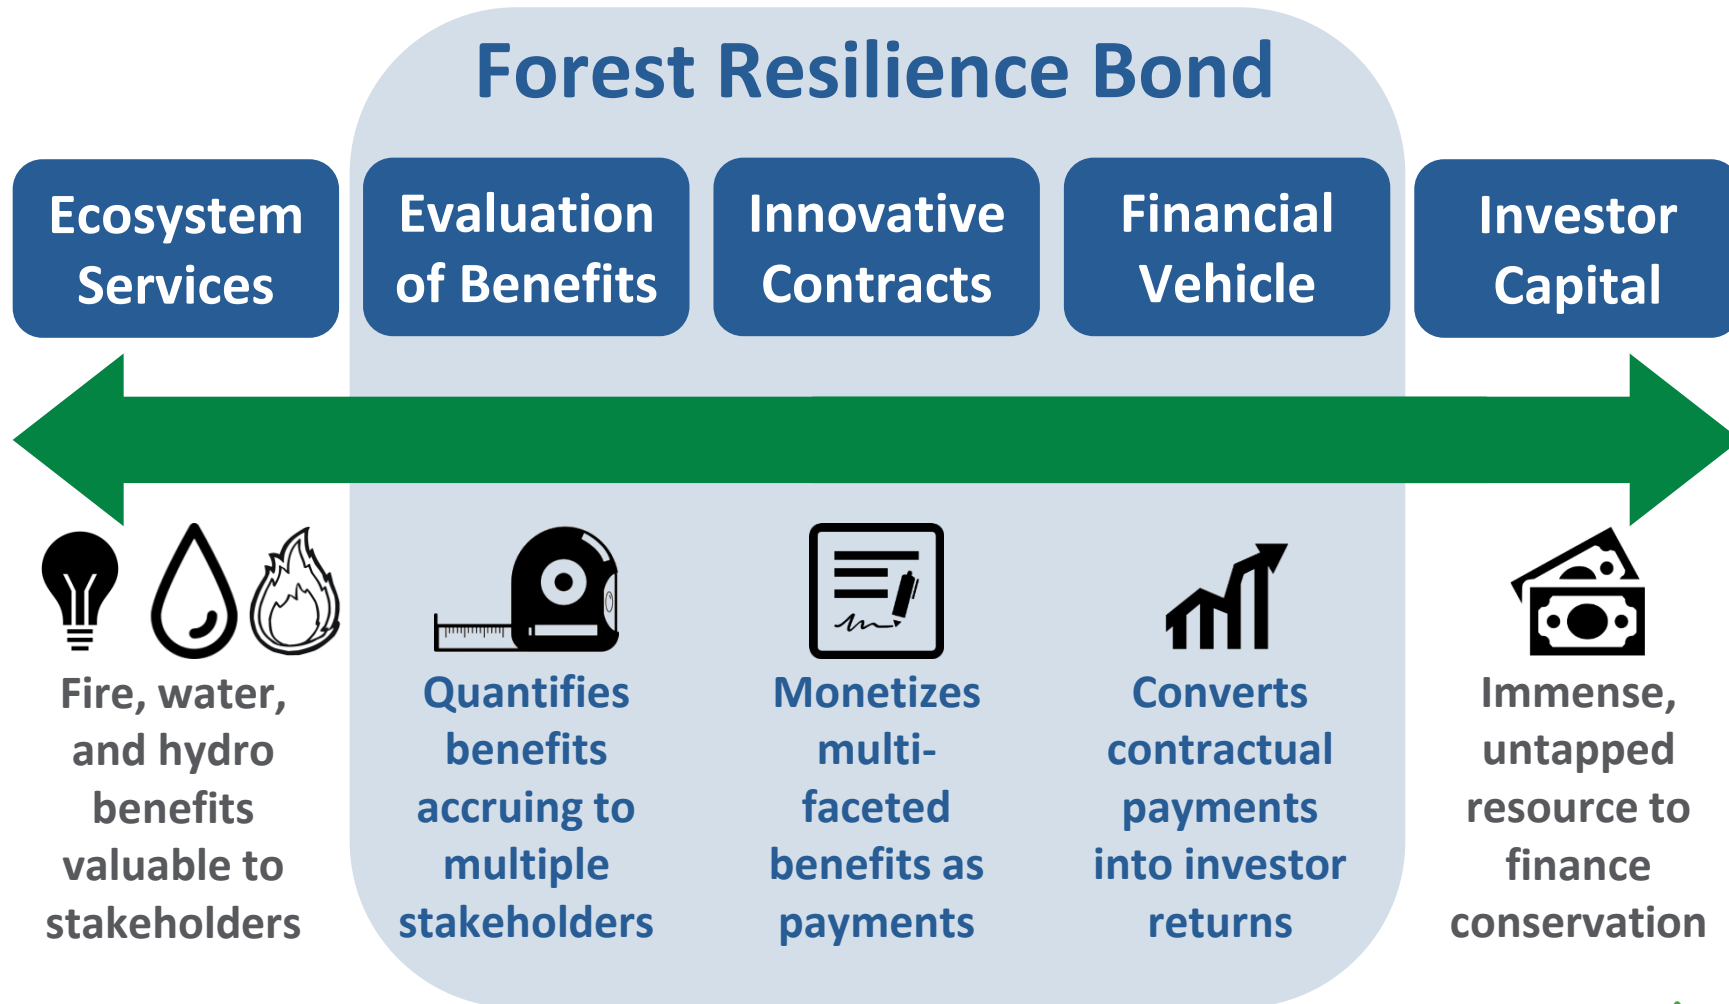 Forest Resilience Bond
Ecosystem
Services
Evaluation
of Benefits
Innovative
Contracts
Financial
Vehicle
Investor
Capital
Fire, water,
and hydro
benefits
valuable to
stakeholders
Quantifies
benefits
accruing to
multiple
stakeholders
Monetizes
multi-
faceted
benefits as
payments
Converts
contractual
payments
into investor
returns
Immense,
untapped
resource to
finance
conservation